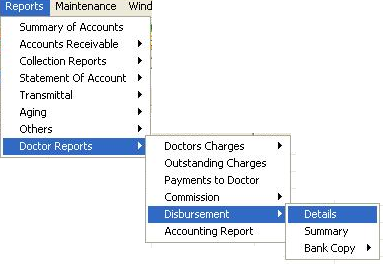 Reports Maintenance Wind
Summary of Accounts
Accounts Receivable
Collection Reports
Statement Of Account
Transmittal
Aging
Others
Doctor Reports
Doctors Charges
Outstanding Charges
Payments to Doctor
Commission
Disbursement
Accounting Report
Details
Summary
Bank Copy